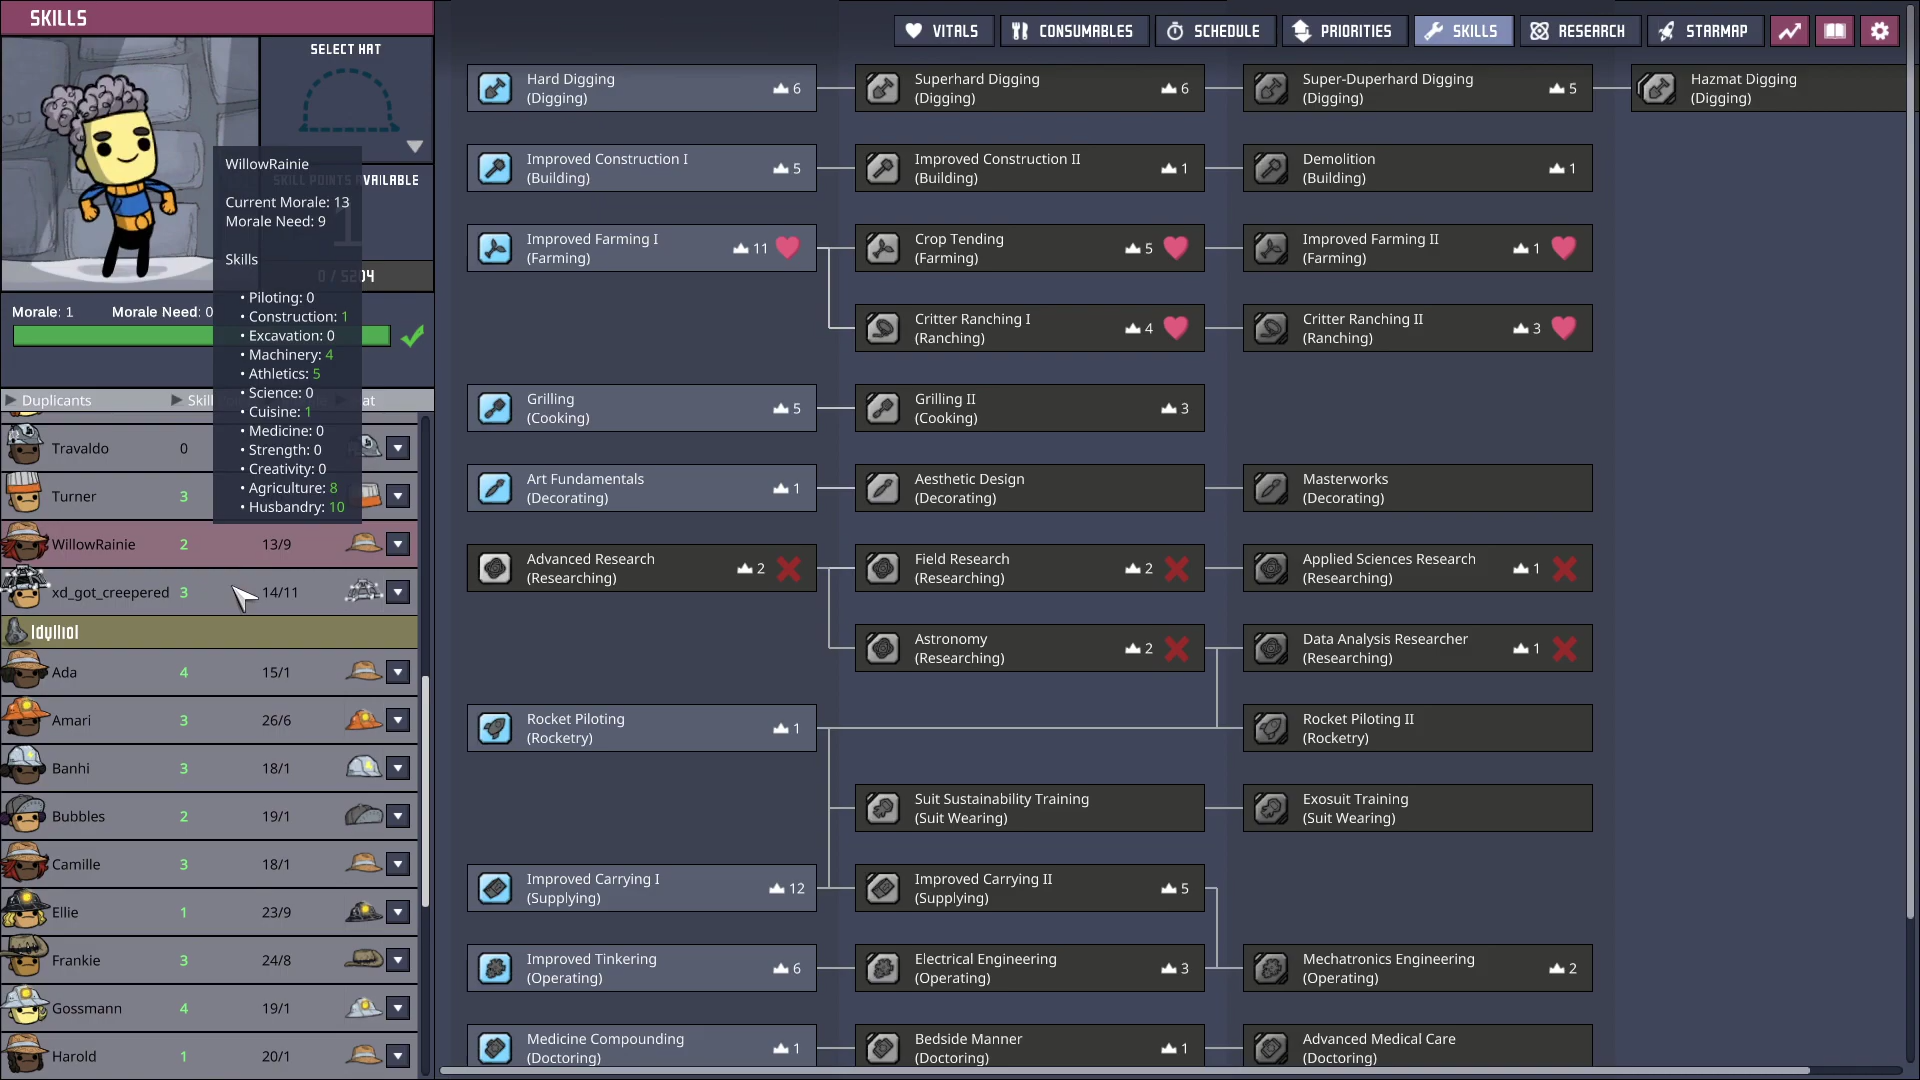 SKILLS
VITALS
CONSUMABLES
SCHEDULE
PRIORITIES
SKILLS
RESEARCH
STARMAP
SELECT HAT
SKILL POINTS AVAILABLE
1
0 / 5204
Morale: 1
Morale Need: 0
WillowRainie
Current Morale: 13
Morale Need: 9
Skills
• Piloting: 0
• Construction: 1
• Excavation: 0
• Machinery: 4
• Athletics: 5
• Science: 0
• Cuisine: 1
• Medicine: 0
• Strength: 0
• Creativity: 0
• Agriculture: 8
• Husbandry: 10
Duplicants
Skill
at
Travaldo 0
Turner 3
WillowRainie 2 13/9
xd_got_creepered 3 14/11
Idylliol
Ada 4 15/1
Amari 3 26/6
Banhi 3 18/1
Bubbles 2 19/1
Camille 3 18/1
Ellie 1 23/9
Frankie 3 24/8
Gossmann 4 19/1
Harold 1 20/1
Hard Digging
(Digging)
6
Superhard Digging
(Digging)
6
Super-Duperhard Digging
(Digging)
5
Hazmat Digging
(Digging)
Improved Construction I
(Building)
5
Improved Construction II
(Building)
1
Demolition
(Building)
1
Improved Farming I
(Farming)
11
Crop Tending
(Farming)
5
Improved Farming II
(Farming)
1
Critter Ranching I
(Ranching)
4
Critter Ranching II
(Ranching)
3
Grilling
(Cooking)
5
Grilling II
(Cooking)
3
Art Fundamentals
(Decorating)
1
Aesthetic Design
(Decorating)
Masterworks
(Decorating)
Advanced Research
(Researching)
2
Field Research
(Researching)
2
Applied Sciences Research
(Researching)
1
Astronomy
(Researching)
2
Data Analysis Researcher
(Researching)
1
Rocket Piloting
(Rocketry)
1
Rocket Piloting II
(Rocketry)
Suit Sustainability Training
(Suit Wearing)
Exosuit Training
(Suit Wearing)
Improved Carrying I
(Supplying)
12
Improved Carrying II
(Supplying)
5
Improved Tinkering
(Operating)
6
Electrical Engineering
(Operating)
3
Mechatronics Engineering
(Operating)
2
Medicine Compounding
(Doctoring)
1
Bedside Manner
(Doctoring)
1
Advanced Medical Care
(Doctoring)